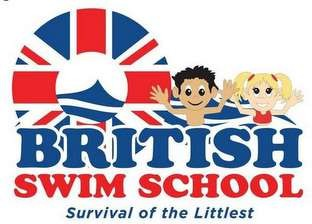 BRITISH
SWIM SCHOOL
Survival of the Littlest